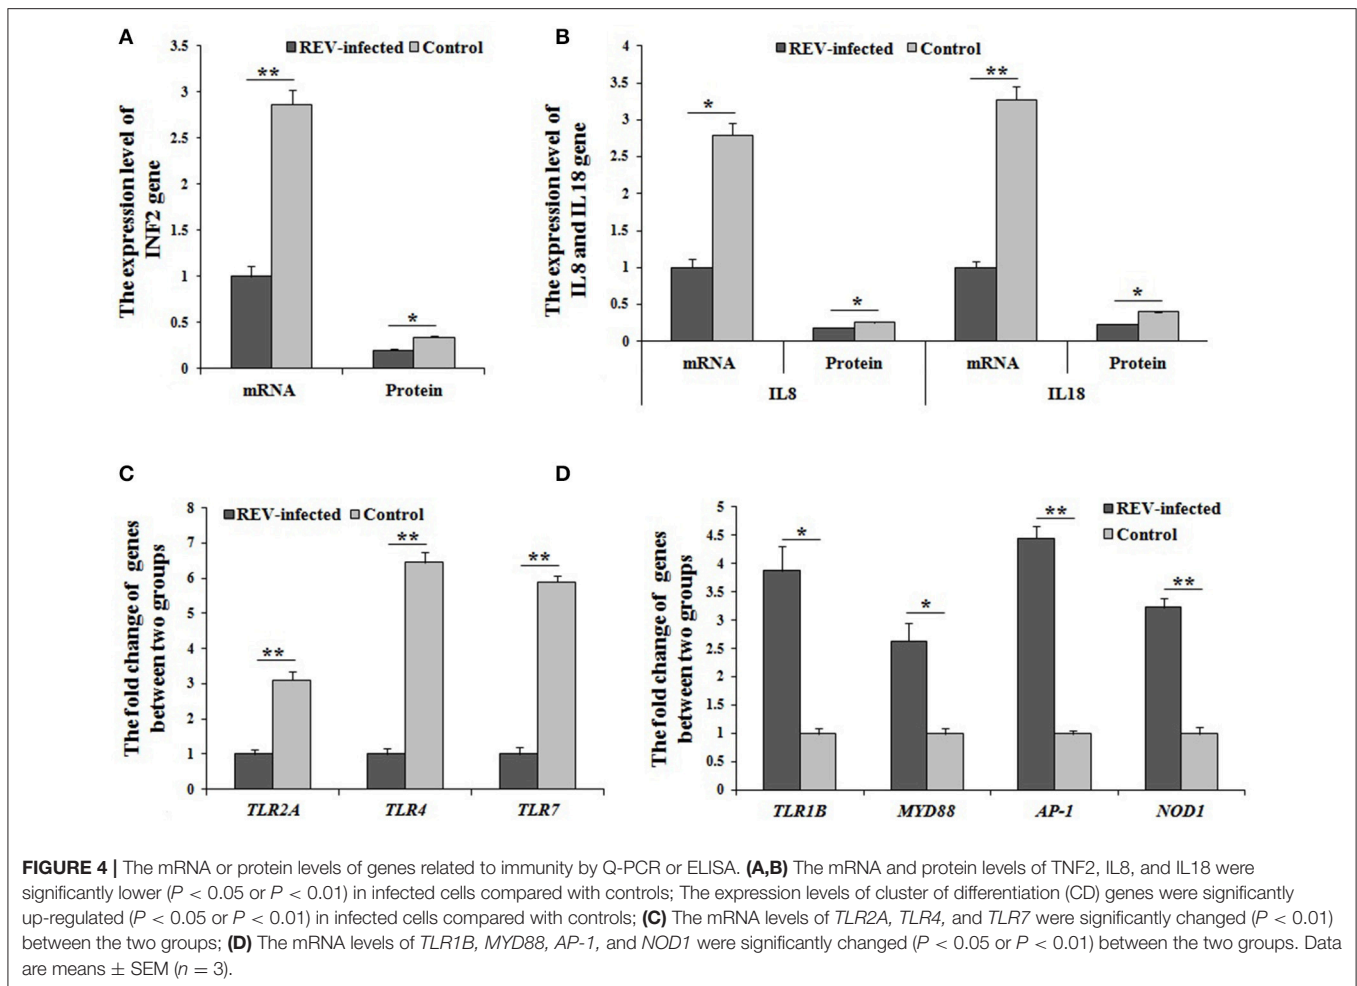 A
REV-infected Control
The expression level of
INF2 gene
3.5
3
2.5
2
1.5
1
0.5
0
**
*
mRNA Protein
B
REV-infected Control
The expression level of
IL8 and IL18 gene
4
3.5
3
2.5
2
1.5
1
0.5
0
*
*
**
*
mRNA Protein mRNA Protein
IL8 IL18
C
REV-infected Control
The fold change of genes
between two groups
8
7
6
5
4
3
2
1
0
**
**
**
TLR2A TLR4 TLR7
D
REV-infected
Control
The fold change of genes
between two groups
5
4.5
4
3.5
3
2.5
2
1.5
1
0.5
0
*
*
**
**
TLR1B MYD88 AP-1 NOD1
FIGURE 4 | The mRNA or protein levels of genes related to immunity by Q-PCR or ELISA. (A,B) The mRNA and protein levels of TNF2, IL8, and IL18 were
significantly lower (P < 0.05 or P < 0.01) in infected cells compared with controls; The expression levels of cluster of differentiation (CD) genes were significantly
up-regulated (P < 0.05 or P < 0.01) in infected cells compared with controls; (C) The mRNA levels of TLR2A, TLR4, and TLR7 were significantly changed (P < 0.01)
between the two groups; (D) The mRNA levels of TLR1B, MYD88, AP-1, and NOD1 were significantly changed (P < 0.05 or P < 0.01) between the two groups. Data
are means ± SEM (n = 3).